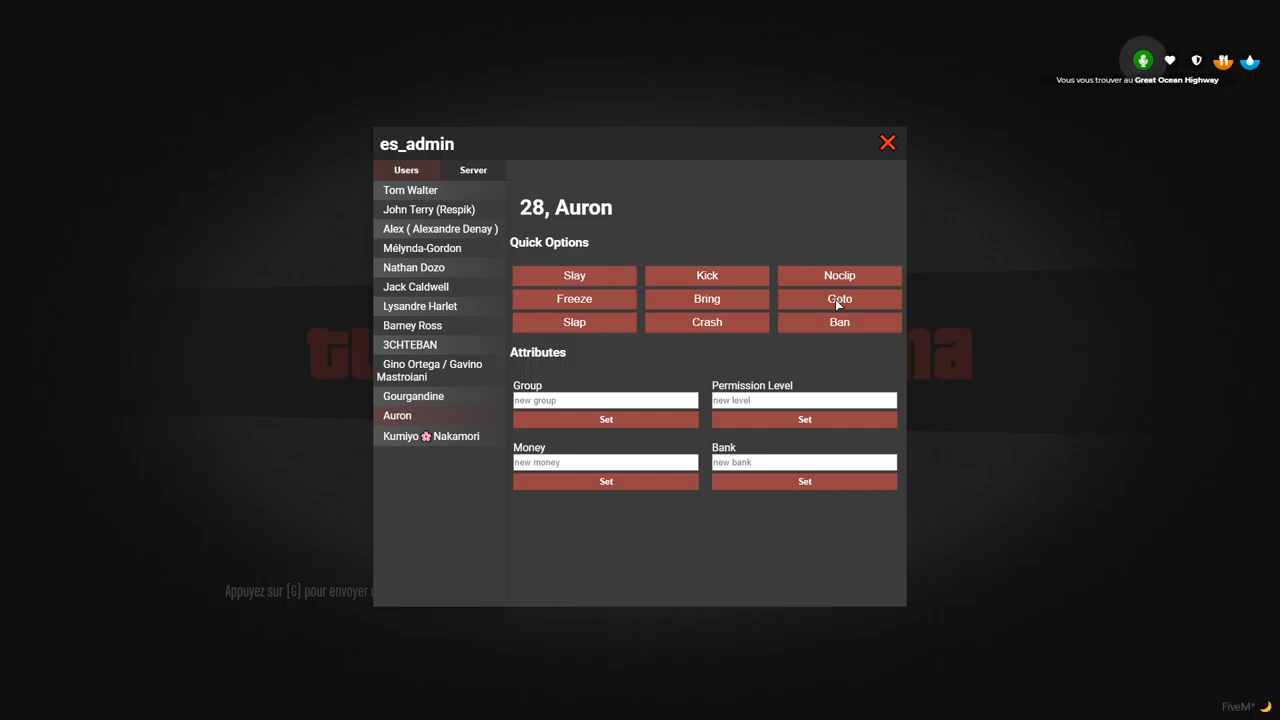 Vous vous trouver au Great Ocean Highway
es_admin
Users
Server
Tom Walter
John Terry (Respik)
Alex ( Alexandre Denay )
Mélynda-Gordon
Nathan Dozo
Jack Caldwell
Lysandre Harlet
Barney Ross
3CHTEBAN
Gino Ortega / Gavino
Mastroiani
Gourgandine
Auron
Kumiyo 🌸 Nakamori
28, Auron
Quick Options
Slay
Kick
Noclip
Freeze
Bring
Goto
Slap
Crash
Ban
Attributes
Group
Permission Level
new group
new level
Set
Set
Money
Bank
new money
new bank
Set
Set
Appuyez sur [G] pour envoyer
FiveM* 🌙